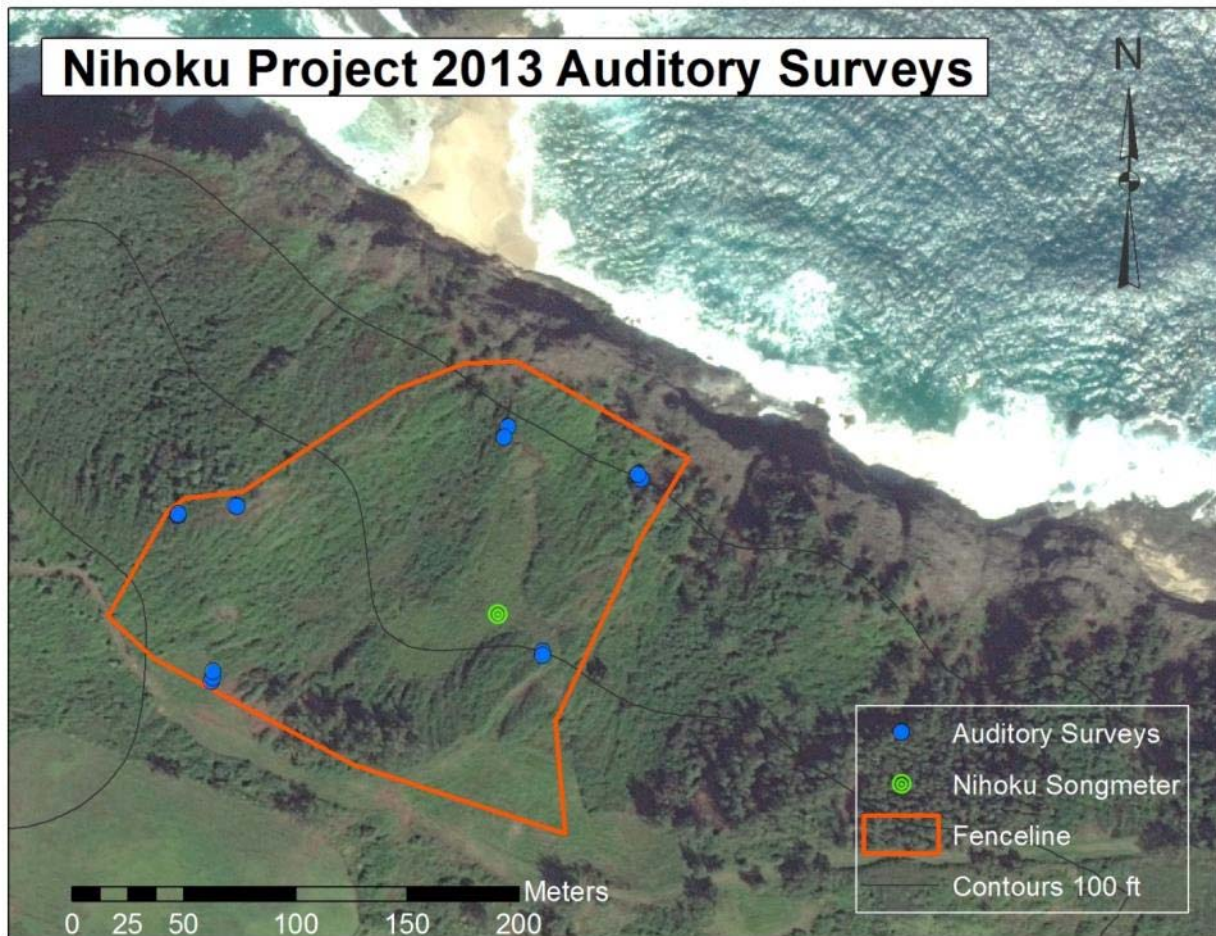 Nihoku Project 2013 Auditory Surveys
N
Auditory Surveys
Nihoku Songmeter
Fenceline
Contours 100 ft
Meters
0 25 50 100 150 200